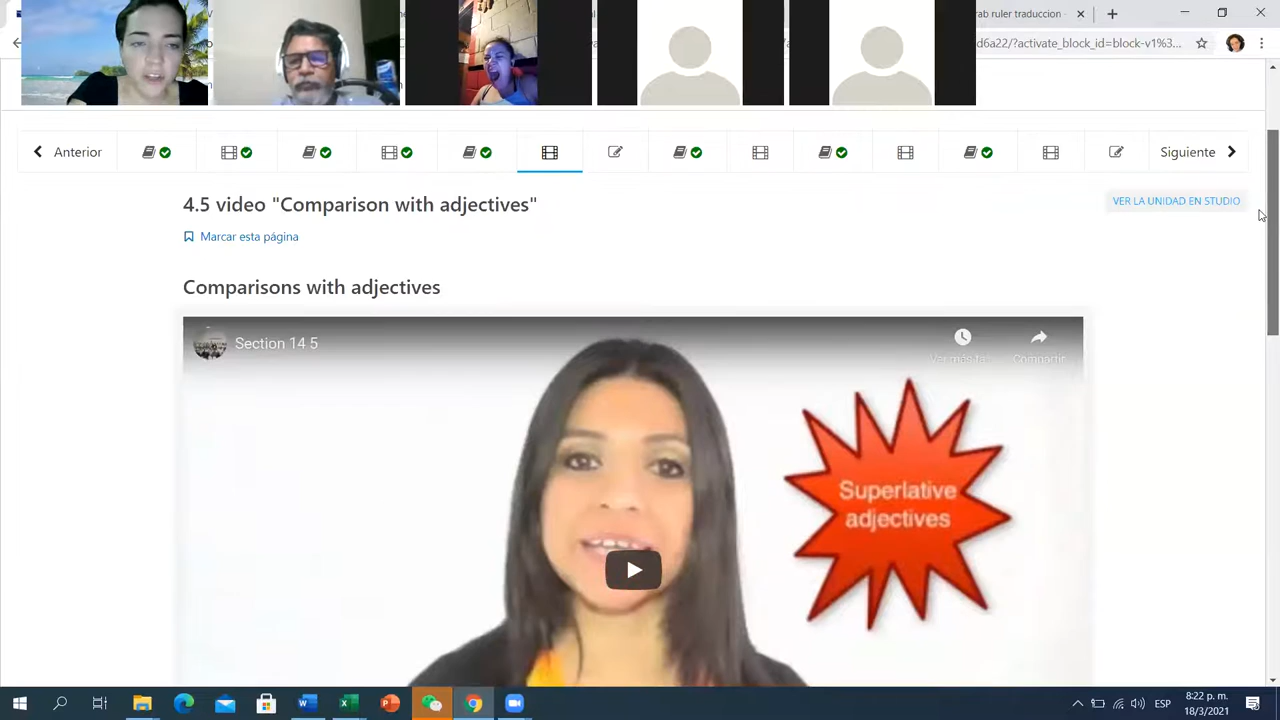 rab ruler traduccion -
d6a22/?activate_block_id=block-v1%3...
Anterior
Siguiente
4.5 video "Comparison with adjectives"
VER LA UNIDAD EN STUDIO
Marcar esta página
Comparisons with adjectives
Section 14 5
Compartir
Superlative
adjectives
ESP
8:22 p. m.
18/3/2021